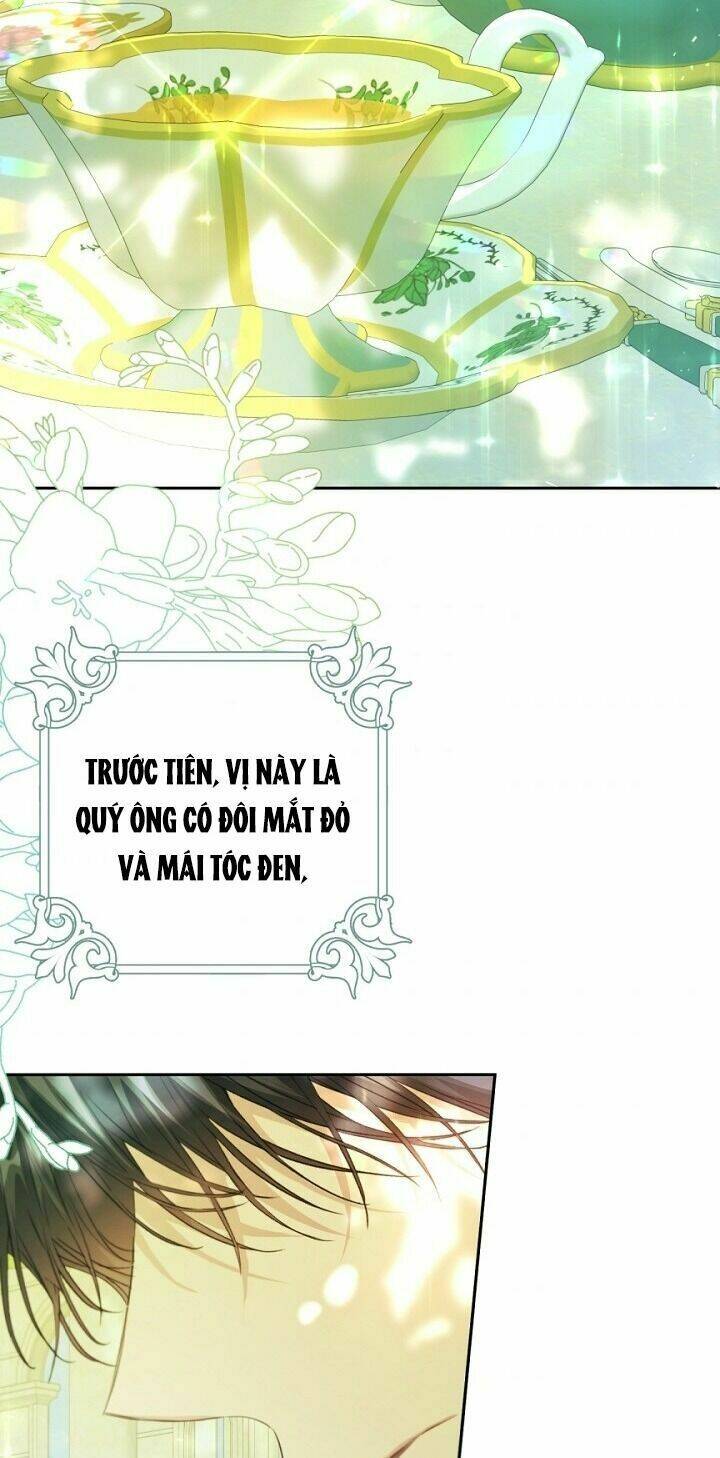 TRƯỚC TIÊN, VỊ NÀY LÀ
QUÝ ÔNG CÓ ĐÔI MẮT ĐỎ
VÀ MÁI TÓC ĐEN,